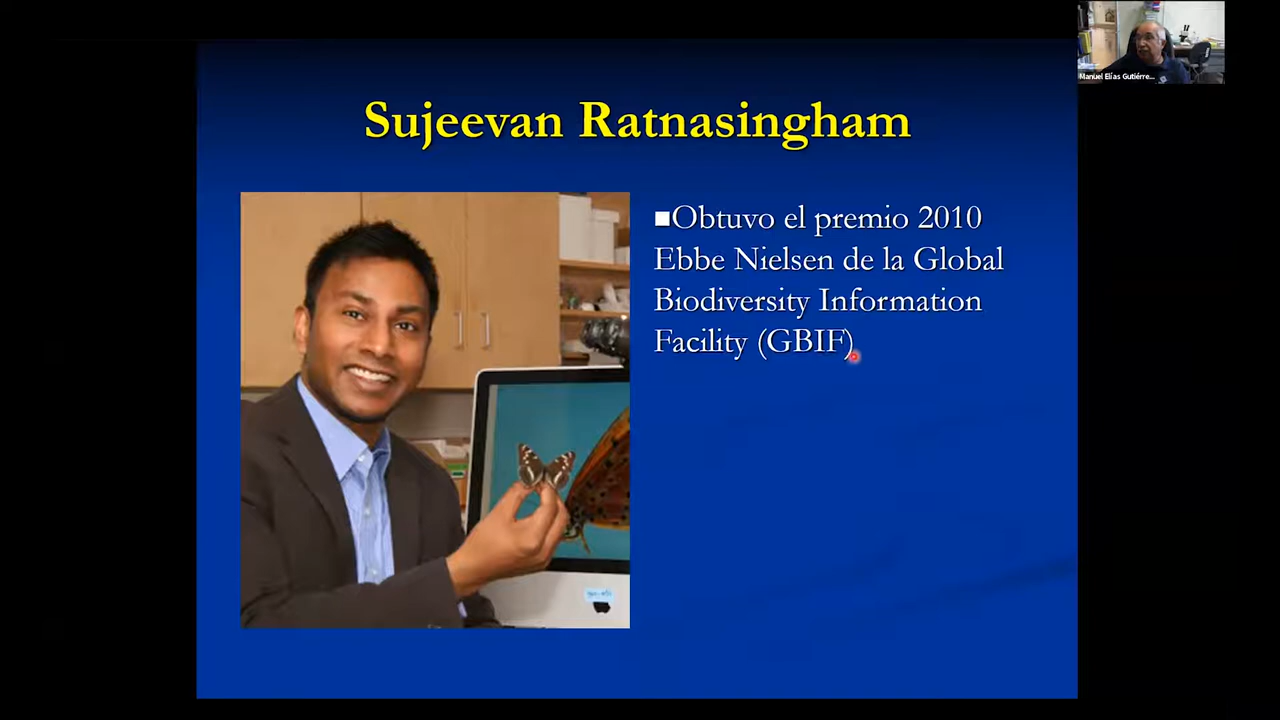 Manuel Elías Gutiérre...
Sujeevan Ratnasingham
Obtuvo el premio 2010
Ebbe Nielsen de la Global
Biodiversity Information
Facility (GBIF)